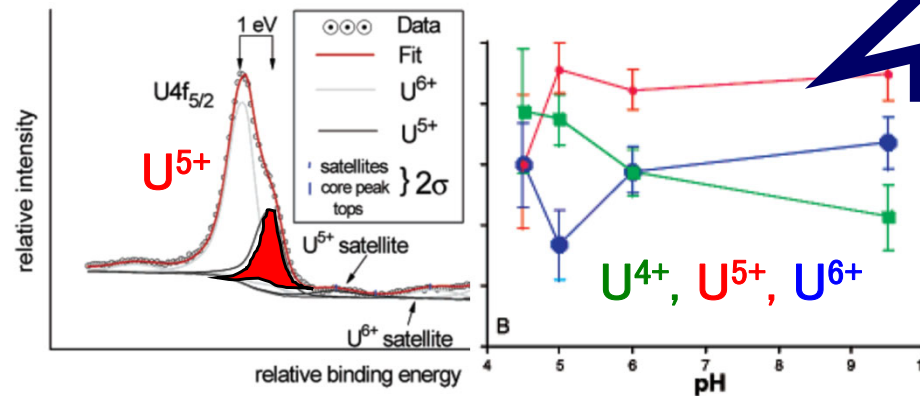 1 eV
Data
Fit
U4f5/2
U6+
U5+
U5+
satellites
core peak } 2σ
tops
U5+ satellite
U6+ satellite
relative intensity
relative binding energy
U4+, U5+, U6+
B
4 5 6 7 8 9 1
pH